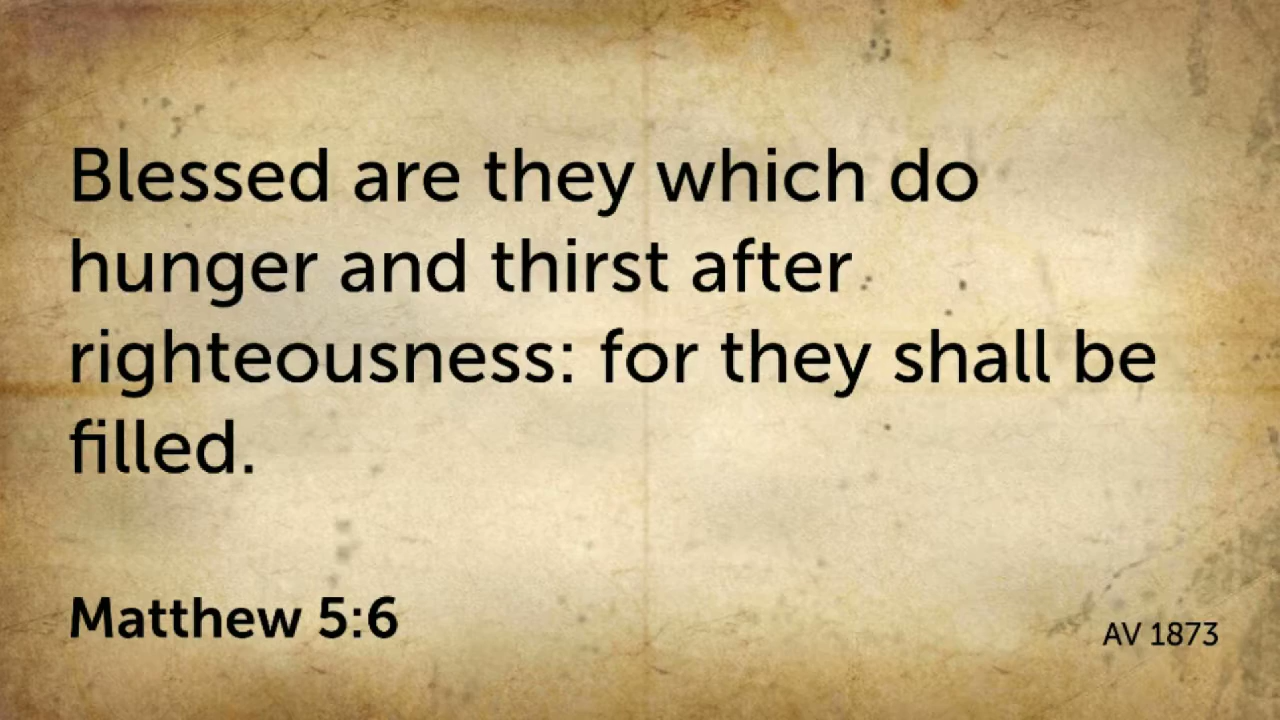 Blessed are they which do
hunger and thirst after
righteousness: for they shall be
filled.
Matthew 5:6
AV 1873